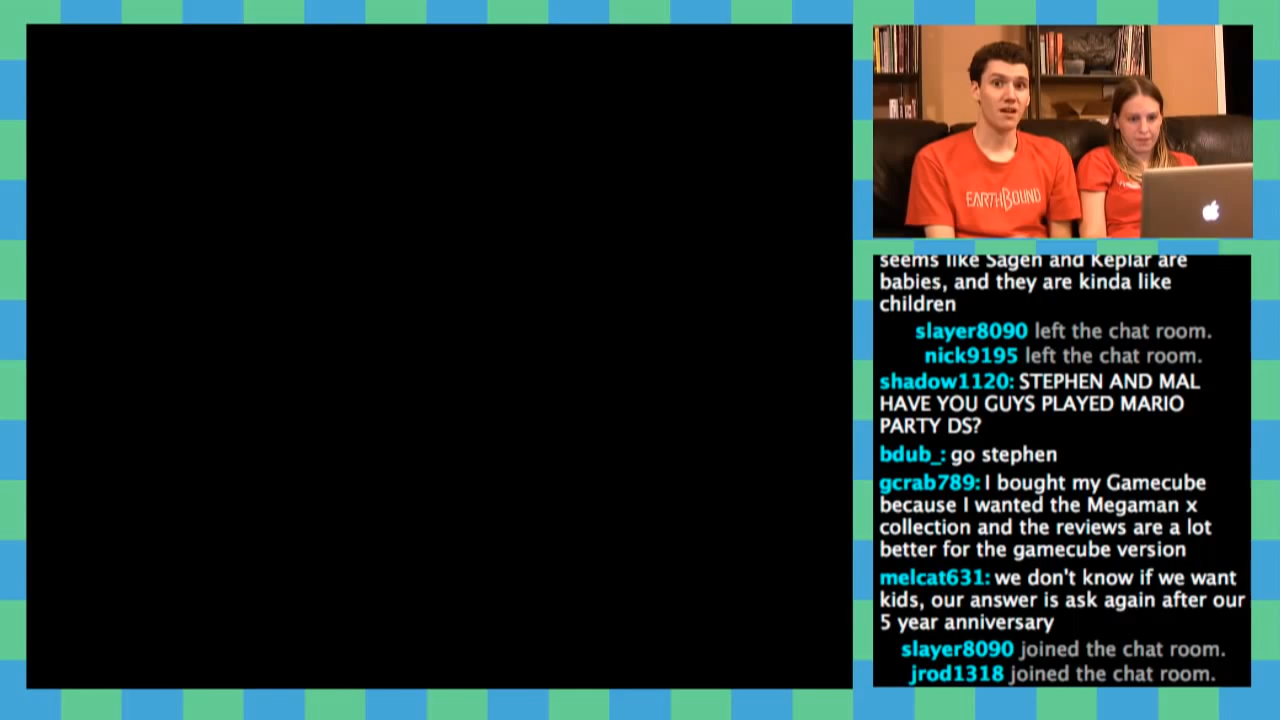 EARTHBOUND
seems like Sagen and Keplar are
babies, and they are kinda like
children
slayer8090 left the chat room.
nick9195 left the chat room.
shadow1120: STEPHEN AND MAL
HAVE YOU GUYS PLAYED MARIO
PARTY DS?
bdub_: go stephen
gcrab789: I bought my Gamecube
because I wanted the Megaman x
collection and the reviews are a lot
better for the gamecube version
melcat631: we don't know if we want
kids, our answer is ask again after our
5 year anniversary
slayer8090 joined the chat room.
jrod1318 joined the chat room.